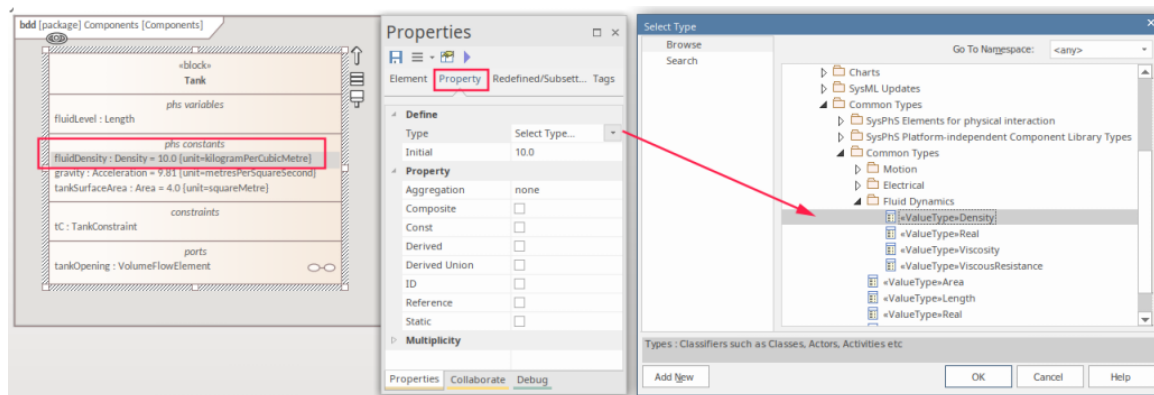 bdd [package] Components [Components]
«block»
Tank
phs variables
fluidLevel : Length
phs constants
fluidDensity : Density = 10.0 {unit=kilogramPerCubicMetre}
gravity : Acceleration = 9.81 {unit=metresPerSquareSecond}
tankSurfaceArea : Area = 4.0 {unit=squareMetre}
constraints
tC : TankConstraint
ports
tankOpening : VolumeFlowElement
Properties
Element Property Redefined/Subsett... Tags
Define
Type Select Type...
Initial 10.0
Property
Aggregation none
Composite
Const
Derived
Derived Union
ID
Reference
Static
Multiplicity
Properties Collaborate Debug
Select Type
Browse
Search
Go To Namespace: <any>
Charts
SysML Updates
Common Types
SysPhS Elements for physical interaction
SysPhS Platform-independent Component Library Types
Common Types
Motion
Electrical
Fluid Dynamics
«ValueType»Density
«ValueType»Real
«ValueType»Viscosity
«ValueType»ViscousResistance
«ValueType»Area
«ValueType»Length
«ValueType»Real
Types : Classifiers such as Classes, Actors, Activities etc
Add New OK Cancel Help